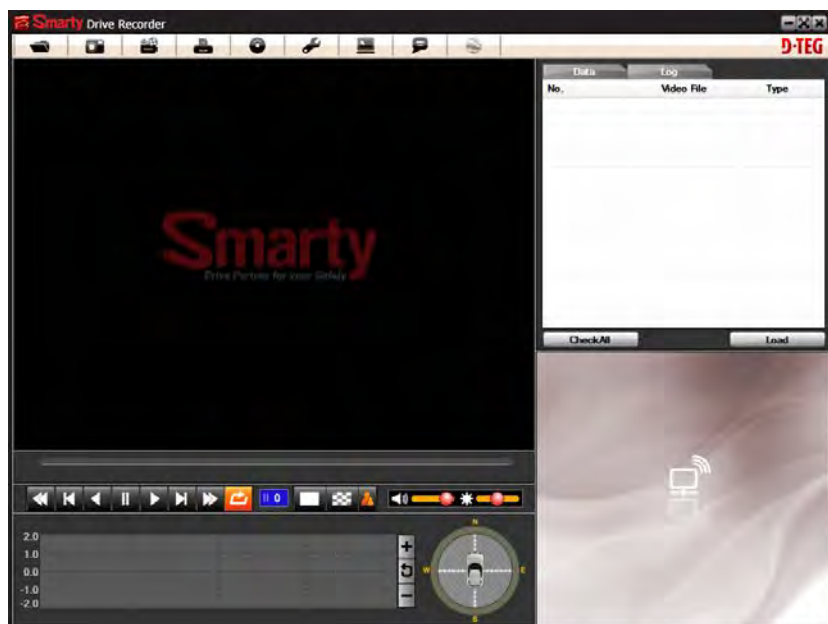 Smarty Drive Recorder
D-TEG
Data Log
No. Video File Type
Smarty
Drive Partner for your Safety
CheckAll Load
II 0
2.0
1.0
0.0
-1.0
-2.0
+
−
N
W E
S